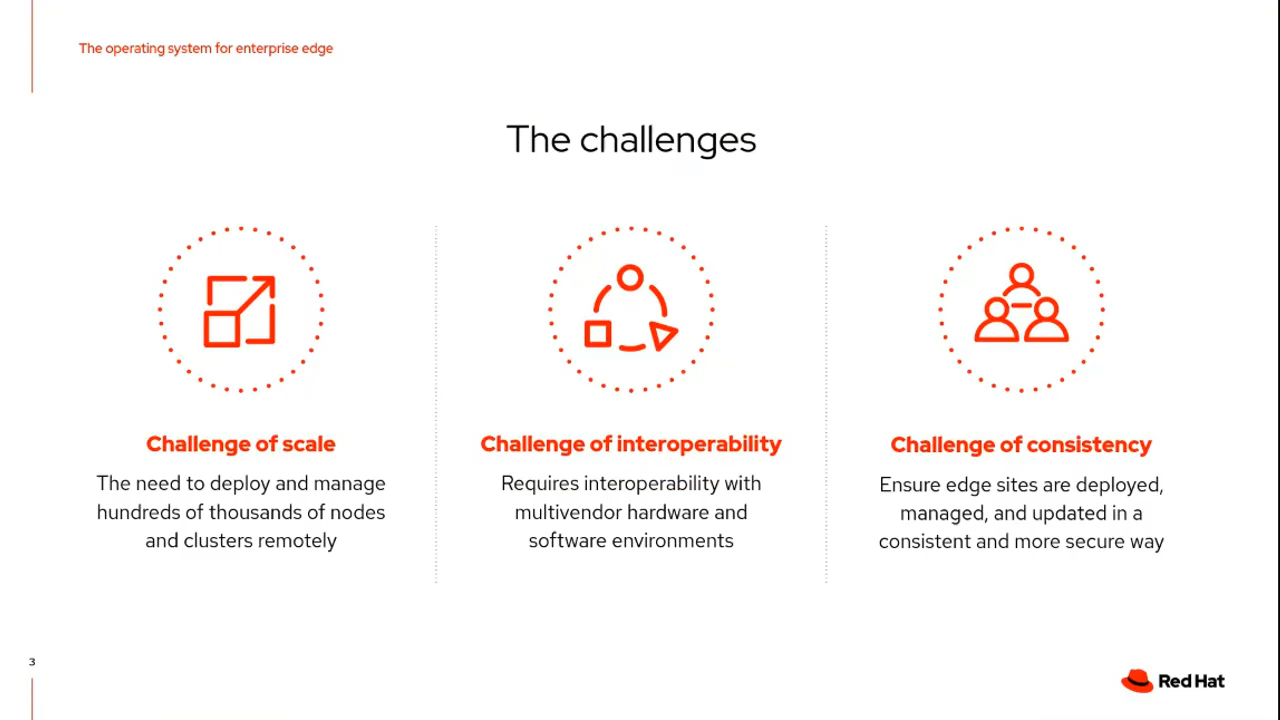 The operating system for enterprise edge
The challenges
Challenge of scale
The need to deploy and manage
hundreds of thousands of nodes
and clusters remotely
Challenge of interoperability
Requires interoperability with
multivendor hardware and
software environments
Challenge of consistency
Ensure edge sites are deployed,
managed, and updated in a
consistent and more secure way
3
Red Hat